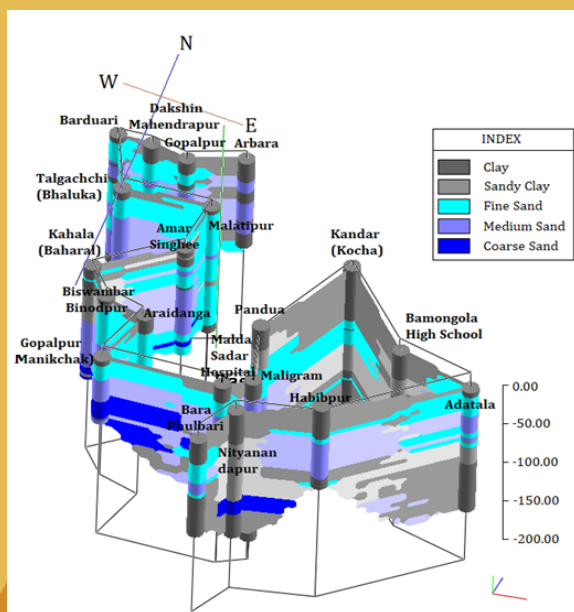 N
W
E
Dakshin
Mahendrapur
Barduari
Gopalpur
Arbara
Talgachchi
(Bhaluka)
Malatipur
Amar
Singhee
Kahala
(Baharal)
Kandar
(Kocha)
Biswambar
Binodpur
Araidanga
Pandua
Bamongola
High School
Gopalpur
Manikchak)
Malda
Sadar
Hospital
Maligram
Habibpur
Adatala
Bara
Phulbari
Nityanan
dapur
INDEX
Clay
Sandy Clay
Fine Sand
Medium Sand
Coarse Sand
0.00
-50.00
-100.00
-150.00
-200.00